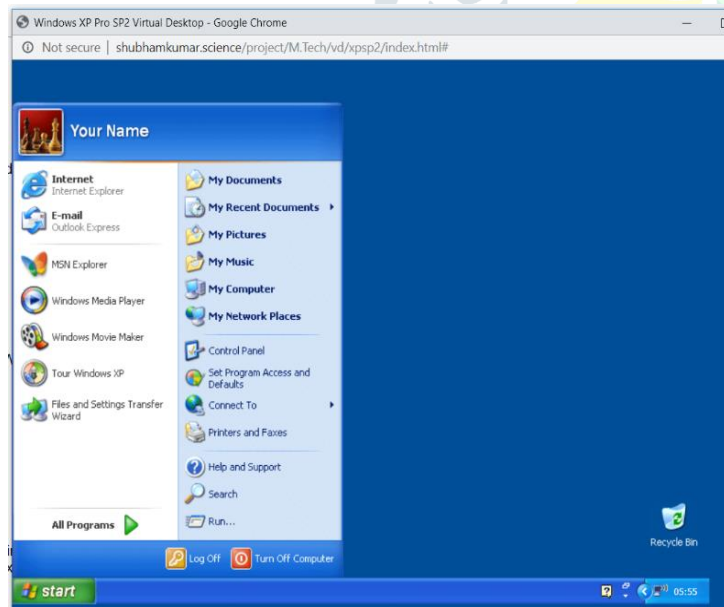 Windows XP Pro SP2 Virtual Desktop - Google Chrome
Not secure | shubhamkumar.science/project/M.Tech/vd/xpsp2/index.html#
Your Name
Internet
Internet Explorer
E-mail
Outlook Express
MSN Explorer
Windows Media Player
Windows Movie Maker
Tour Windows XP
Files and Settings Transfer
Wizard
All Programs
My Documents
My Recent Documents
My Pictures
My Music
My Computer
My Network Places
Control Panel
Set Program Access and
Defaults
Connect To
Printers and Faxes
Help and Support
Search
Run...
Log Off
Turn Off Computer
Recycle Bin
start
05:55